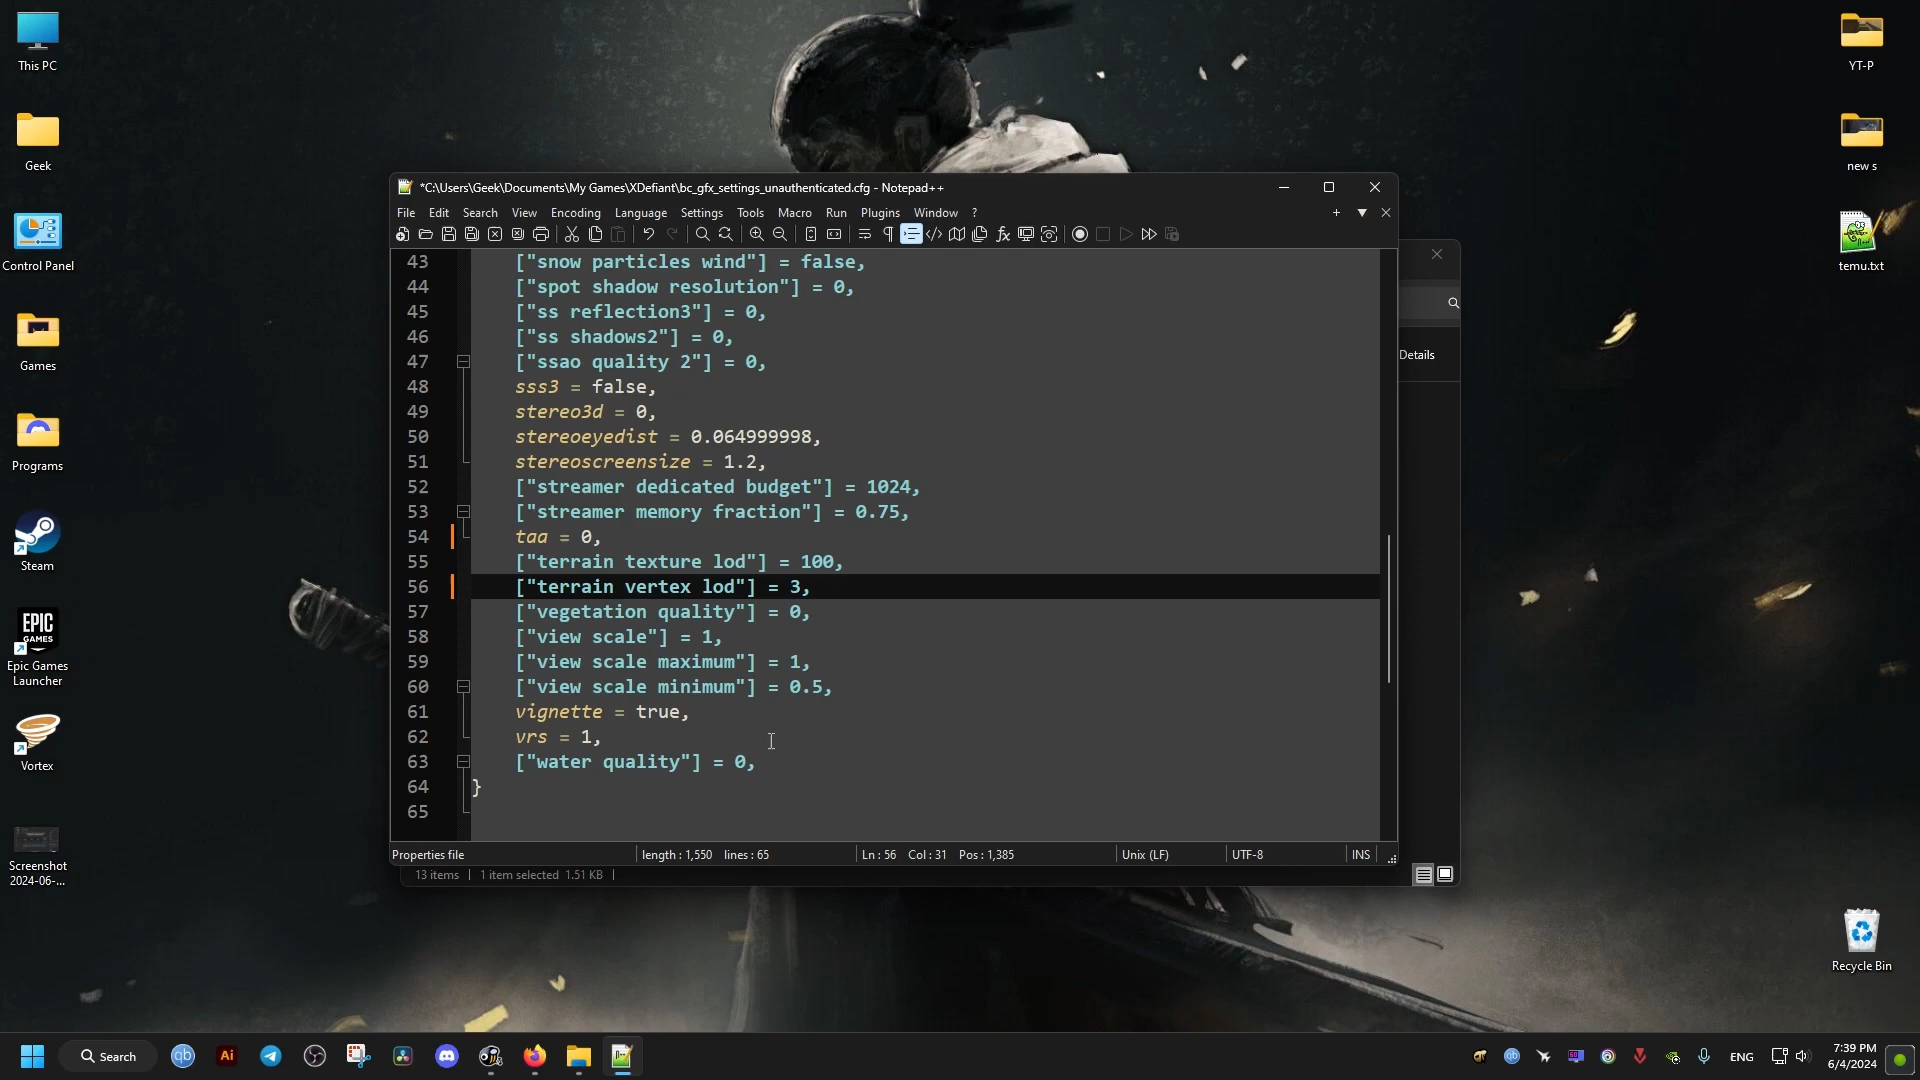 This PC
Geek
Control Panel
Games
Programs
Steam
EPIC
GAMES
Epic Games
Launcher
Vortex
Screenshot
2024-06-...
YT-P
new s
temu.txt
Recycle Bin
*C:\Users\Geek\Documents\My Games\XDefiant\bc_gfx_settings_unauthenticated.cfg - Notepad++
File Edit Search View Encoding Language Settings Tools Macro Run Plugins Window ?
43 ["snow particles wind"] = false,
44 ["spot shadow resolution"] = 0,
45 ["ss reflection3"] = 0,
46 ["ss shadows2"] = 0,
47 ["ssao quality 2"] = 0,
48 sss3 = false,
49 stereo3d = 0,
50 stereoeyedist = 0.064999998,
51 stereoscreensize = 1.2,
52 ["streamer dedicated budget"] = 1024,
53 ["streamer memory fraction"] = 0.75,
54 taa = 0,
55 ["terrain texture lod"] = 100,
56 ["terrain vertex lod"] = 3,
57 ["vegetation quality"] = 0,
58 ["view scale"] = 1,
59 ["view scale maximum"] = 1,
60 ["view scale minimum"] = 0.5,
61 vignette = true,
62 vrs = 1,
63 ["water quality"] = 0,
64 }
65
Properties file length : 1,550 lines : 65 Ln : 56 Col : 31 Pos : 1,385 Unix (LF) UTF-8 INS
Details
13 items 1 item selected 1.51 KB
Search
qb
Ai
ENG
7:39 PM
6/4/2024